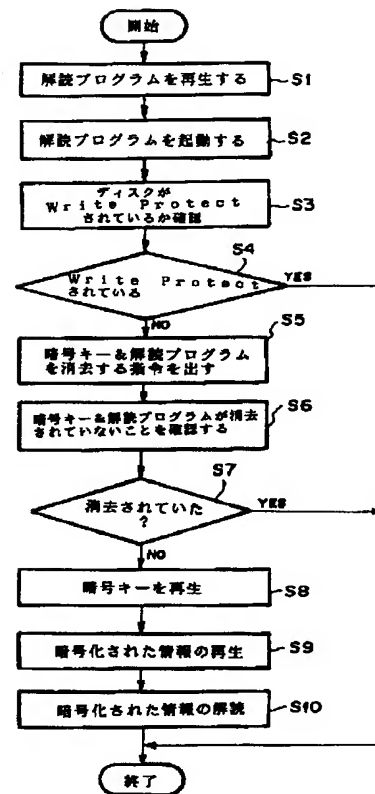 開始
解読プログラムを再生する
S1
解読プログラムを起動する
S2
ディスクが
Write Protect
されているか確認
S3
S4
Write Protect
されている
YES
NO
S5
暗号キー&解読プログラム
を消去する指令を出す
S6
暗号キー&解読プログラムが消去
されていないことを確認する
S7
消去されていた
?
YES
NO
暗号キーを再生
S8
暗号化された情報の再生
S9
暗号化された情報の解読
S10
終了